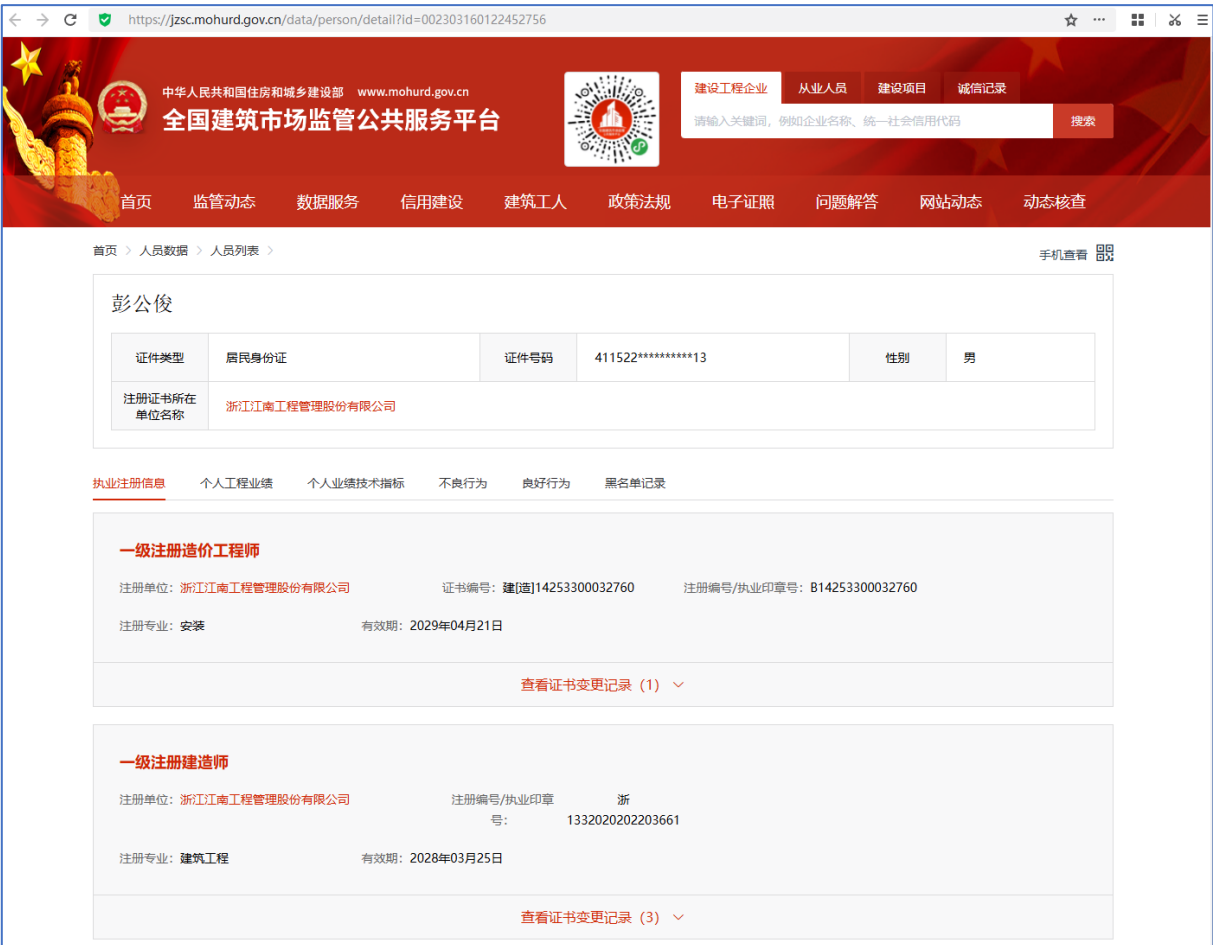 https://jzsc.mohurd.gov.cn/data/person/detail?id=002303160122452756
中华人民共和国住房和城乡建设部 www.mohurd.gov.cn
全国建筑市场监管公共服务平台
建设工程企业 从业人员 建设项目 诚信记录
请输入关键词，例如企业名称、统一社会信用代码 搜索
首页 监管动态 数据服务 信用建设 建筑工人 政策法规 电子证照 问题解答 网站动态 动态核查
首页 > 人员数据 > 人员列表 >
手机查看
彭公俊
证件类型 居民身份证 证件号码 411522**********13 性别 男
注册证书所在
单位名称
浙江江南工程管理股份有限公司
执业注册信息 个人工程业绩 个人业绩技术指标 不良行为 良好行为 黑名单记录
一级注册造价工程师
注册单位：浙江江南工程管理股份有限公司 证书编号：建[造]14253300032760 注册编号/执业印章号：B14253300032760
注册专业：安装 有效期：2029年04月21日
查看证书变更记录（1）
一级注册建造师
注册单位：浙江江南工程管理股份有限公司 注册编号/执业印章 浙
号： 1332020202203661
注册专业：建筑工程 有效期：2028年03月25日
查看证书变更记录（3）